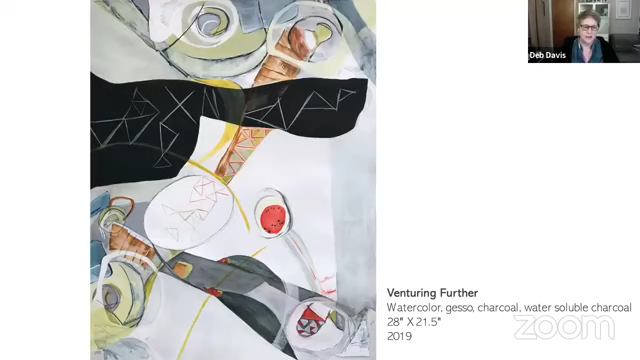 Deb Davis
Venturing Further
Watercolor, gesso, charcoal, water soluble charcoal
28" X 21.5"
2019
zoom